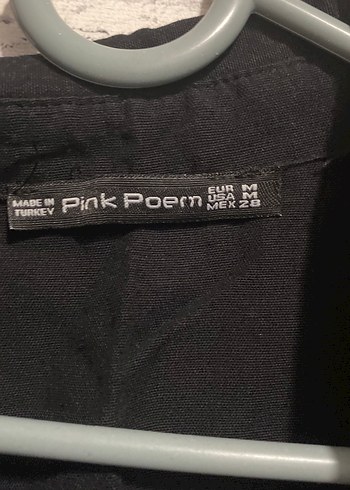 MADE IN
TURKEY
Pink Poem
EUR M
USA M
MEX 28